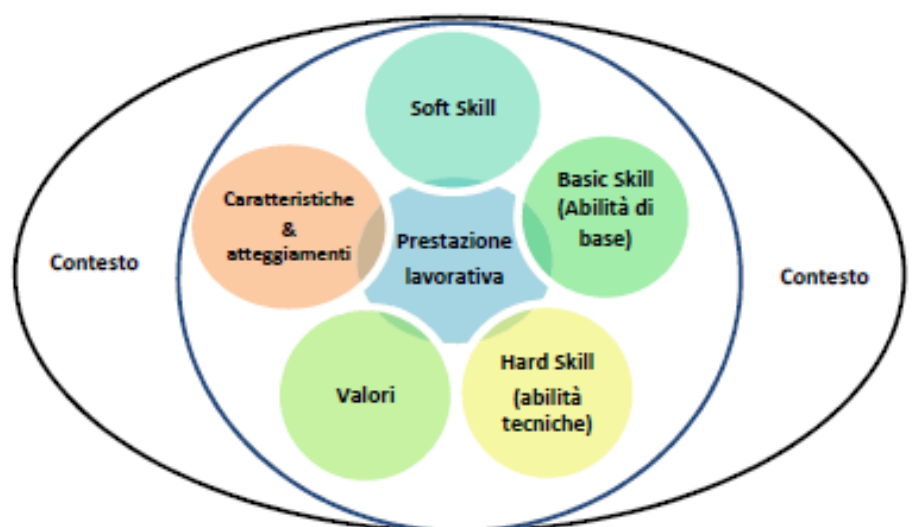 Soft Skill
Basic Skill
(Abilità di
base)
Caratteristiche
&
atteggiamenti
Prestazione
lavorativa
Contesto
Contesto
Hard Skill
(abilità
tecniche)
Valori